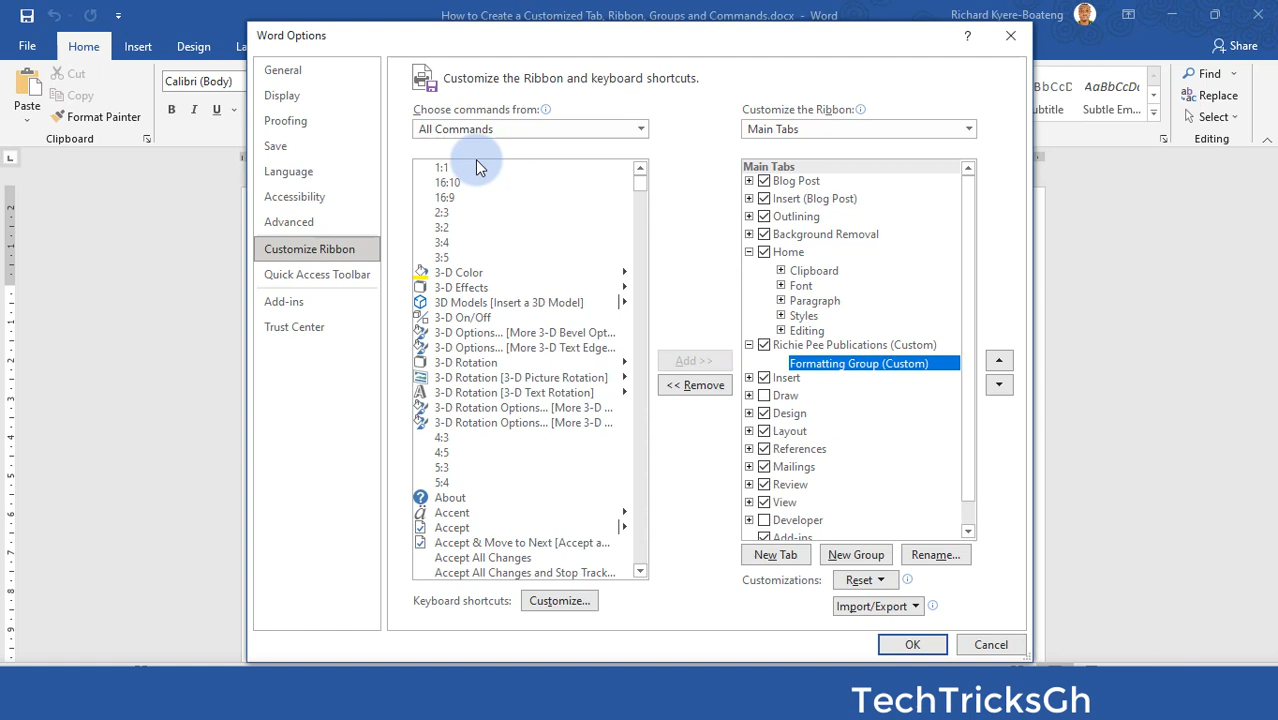 How to Create a Customized Tab, Ribbon, Groups and Commands.docx - Word
Richard Kyere-Boateng
File
Home
Insert
Design
La
Share
Word Options
Paste
Cut
Copy
Format Painter
Clipboard
Calibri (Body)
B I U
General
Display
Proofing
Save
Language
Accessibility
Advanced
Customize Ribbon
Quick Access Toolbar
Add-ins
Trust Center
Customize the Ribbon and keyboard shortcuts.
Choose commands from:
All Commands
1:1
16:10
16:9
2:3
3:2
3:4
3:5
3-D Color
3-D Effects
3D Models [Insert a 3D Model]
3-D On/Off
3-D Options... [More 3-D Bevel Opt...
3-D Options... [More 3-D Text Edge...
3-D Rotation
3-D Rotation [3-D Picture Rotation]
3-D Rotation [3-D Text Rotation]
3-D Rotation Options... [More 3-D ...
3-D Rotation Options... [More 3-D ...
4:3
4:5
5:3
5:4
About
Accent
Accept
Accept & Move to Next [Accept a...
Accept All Changes
Accept All Changes and Stop Track...
Keyboard shortcuts:
Customize...
Add >>
<< Remove
Customize the Ribbon:
Main Tabs
Main Tabs
Blog Post
Insert (Blog Post)
Outlining
Background Removal
Home
Clipboard
Font
Paragraph
Styles
Editing
Richie Pee Publications (Custom)
Formatting Group (Custom)
Insert
Draw
Design
Layout
References
Mailings
Review
View
Developer
Add-ins
New Tab
New Group
Rename...
Customizations:
Reset
Import/Export
OK
Cancel
AaBbCcD
AaBbCcD
ubtitle
Subtle Em...
Find
Replace
Select
Editing
TechTricksGh